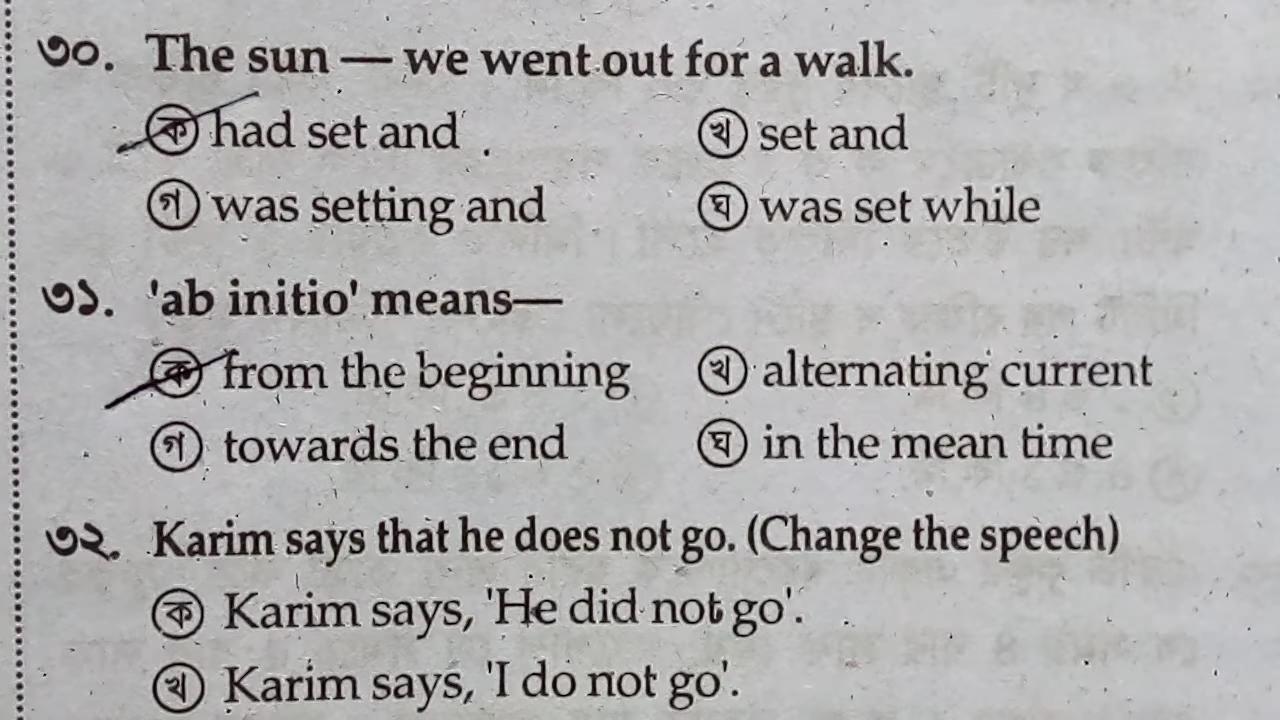 ৩০. The sun — we went out for a walk.
ক had set and খ set and
গ was setting and ঘ was set while
৩১. 'ab initio' means—
ক from the beginning খ alternating current
গ towards the end ঘ in the mean time
৩২. Karim says that he does not go. (Change the speech)
ক Karim says, 'He did not go'.
খ Karim says, 'I do not go'.